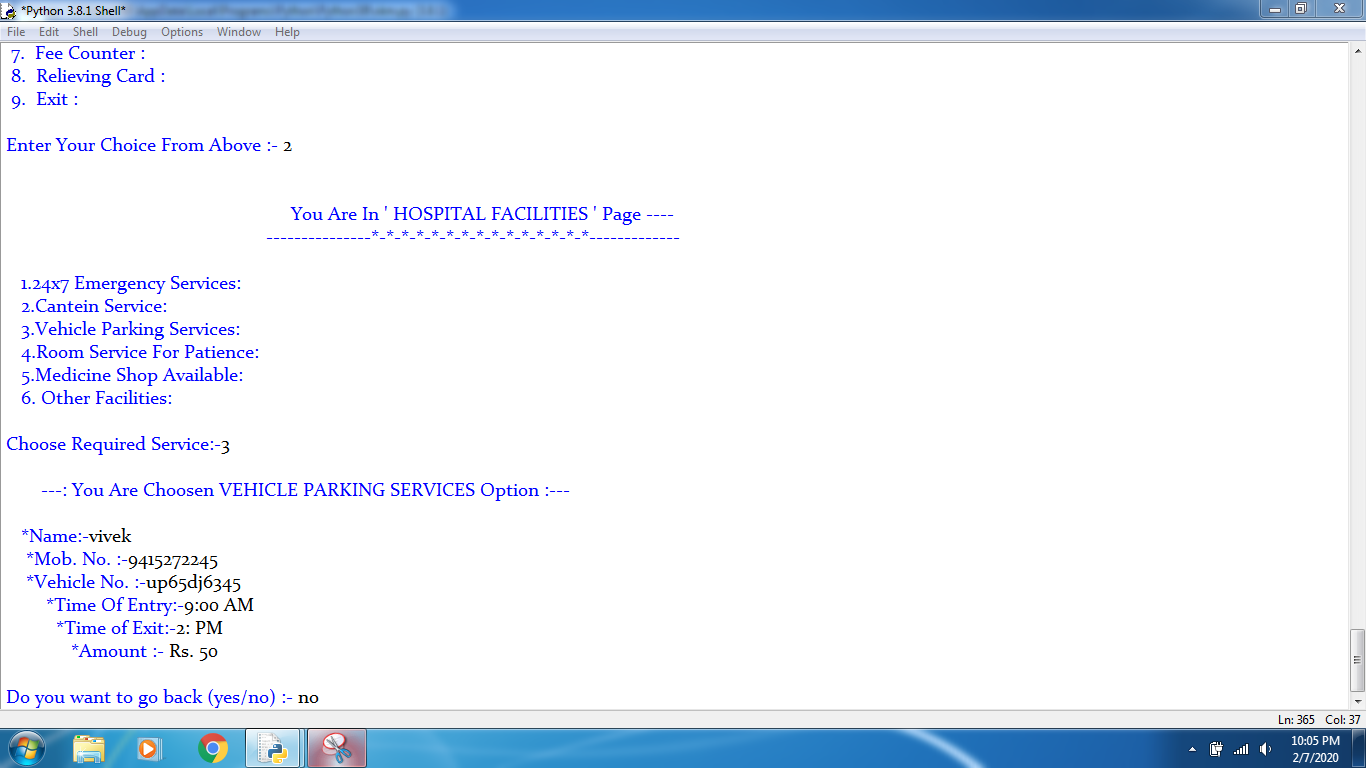 *Python 3.8.1 Shell*
File Edit Shell Debug Options Window Help
7. Fee Counter :
8. Relieving Card :
9. Exit :
Enter Your Choice From Above :- 2
You Are In ' HOSPITAL FACILITIES ' Page ----
---------------*-*-*-*-*-*-*-*-*-*-*-*-*-*-*-------------
1.24x7 Emergency Services:
2.Cantein Service:
3.Vehicle Parking Services:
4.Room Service For Patience:
5.Medicine Shop Available:
6. Other Facilities:
Choose Required Service:-3
---: You Are Choosen VEHICLE PARKING SERVICES Option :---
*Name:-vivek
*Mob. No. :-9415272245
*Vehicle No. :-up65dj6345
*Time Of Entry:-9:00 AM
*Time of Exit:-2: PM
*Amount :- Rs. 50
Do you want to go back (yes/no) :- no
Ln: 365 Col: 37
10:05 PM
2/7/2020